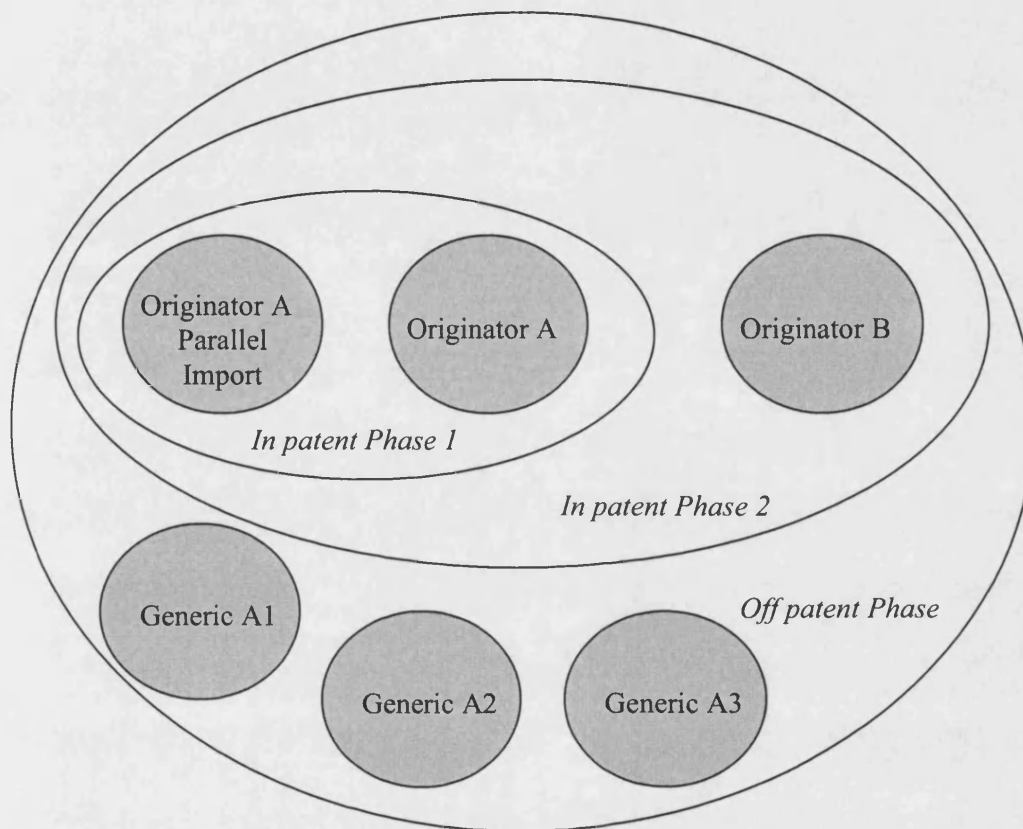 Originator A
Parallel
Import
Originator A
Originator B
In patent Phase 1
In patent Phase 2
Generic A1
Off patent Phase
Generic A2
Generic A3